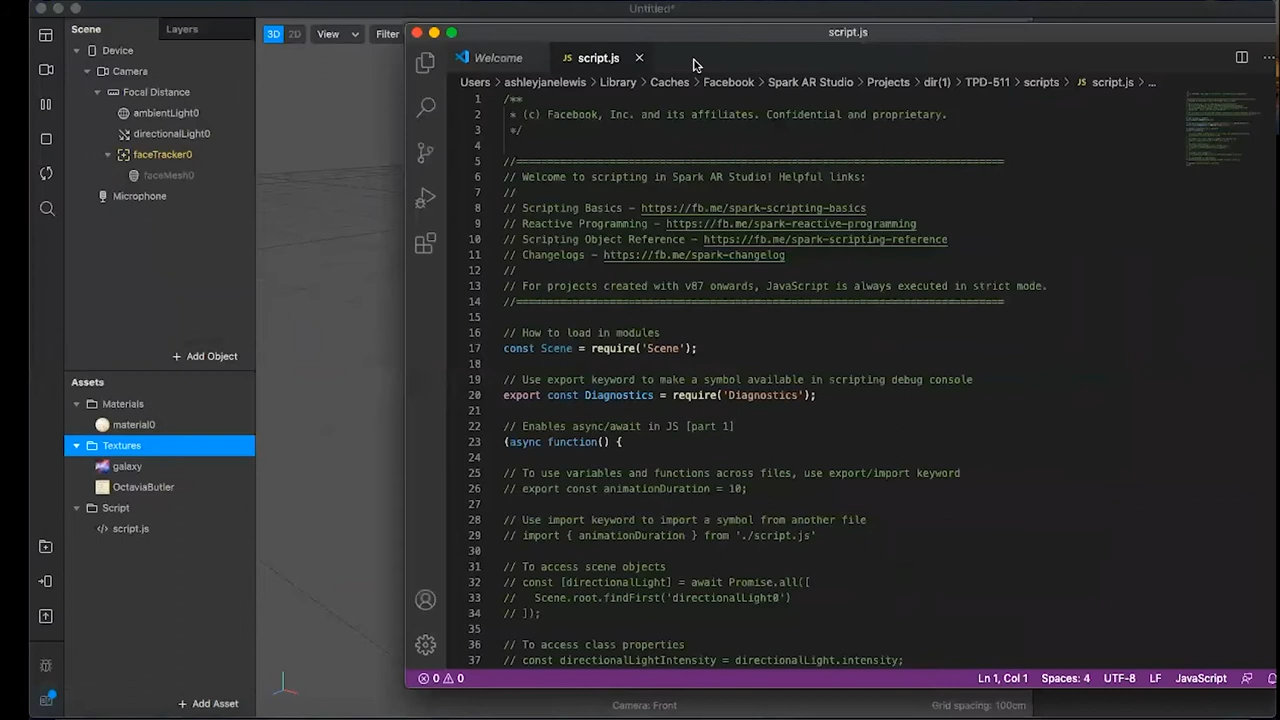 Untitled*
Scene
Layers
Device
Camera
Focal Distance
ambientLight0
directionalLight0
faceTracker0
faceMesh0
Microphone
+ Add Object
Assets
Materials
material0
Textures
galaxy
OctaviaButler
Script
script.js
+ Add Asset
3D 2D View Filter
script.js
Welcome
JS script.js
Users > ashleyjanelewis > Library > Caches > Facebook > Spark AR Studio > Projects > dir(1) > TPD-511 > scripts > JS script.js > ...
1 /**
2 * (c) Facebook, Inc. and its affiliates. Confidential and proprietary.
3 */
4
5 //==============================================================================
6 // Welcome to scripting in Spark AR Studio! Helpful links:
7 //
8 // Scripting Basics - https://fb.me/spark-scripting-basics
9 // Reactive Programming - https://fb.me/spark-reactive-programming
10 // Scripting Object Reference - https://fb.me/spark-scripting-reference
11 // Changelogs - https://fb.me/spark-changelog
12 //
13 // For projects created with v87 onwards, JavaScript is always executed in strict mode.
14 //==============================================================================
15
16 // How to load in modules
17 const Scene = require('Scene');
18
19 // Use export keyword to make a symbol available in scripting debug console
20 export const Diagnostics = require('Diagnostics');
21
22 // Enables async/await in JS [part 1]
23 (async function() {
24
25 // To use variables and functions across files, use export/import keyword
26 // export const animationDuration = 10;
27
28 // Use import keyword to import a symbol from another file
29 // import { animationDuration } from './script.js'
30
31 // To access scene objects
32 // const [directionalLight] = await Promise.all([
33 // Scene.root.findFirst('directionalLight0')
34 // ]);
35
36 // To access class properties
37 // const directionalLightIntensity = directionalLight.intensity;
0 0
Ln 1, Col 1 Spaces: 4 UTF-8 LF JavaScript
Camera: Front
Grid spacing: 100cm